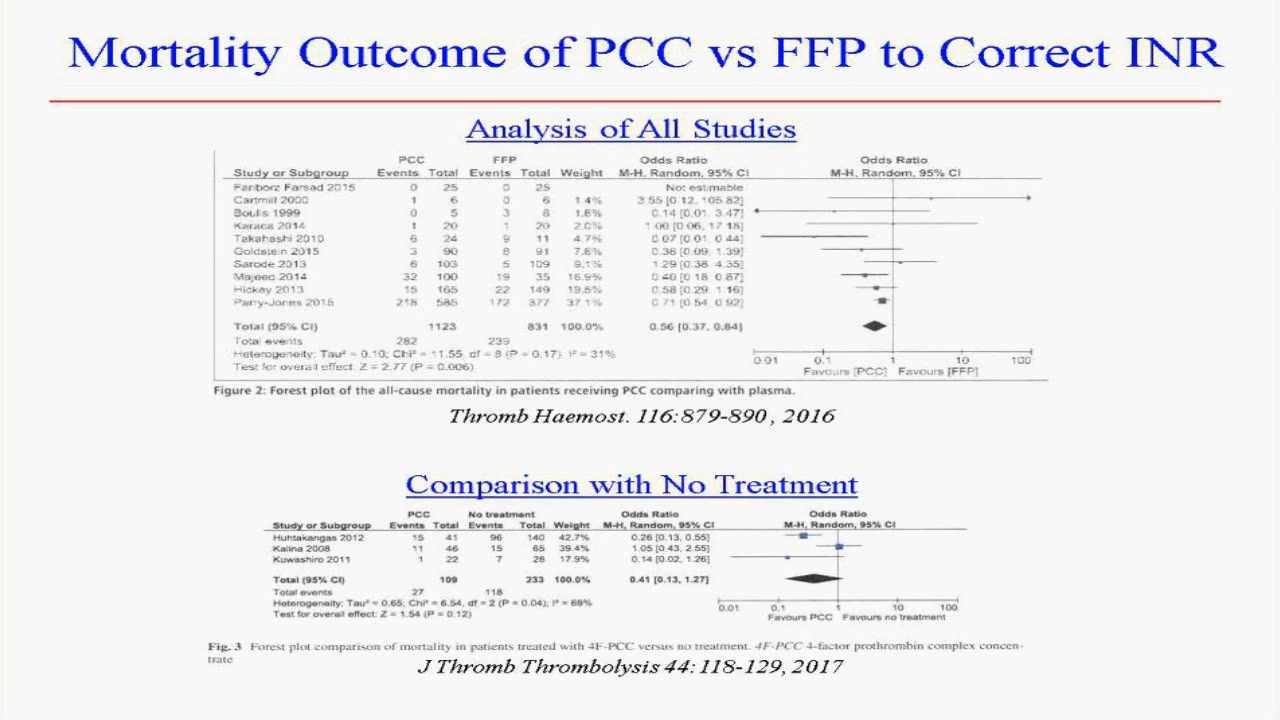 Mortality Outcome of PCC vs FFP to Correct INR
Analysis of All Studies
PCC FFP Odds Ratio Odds Ratio
Study or Subgroup Events Total Events Total Weight M-H, Random, 95% CI M-H, Random, 95% CI
Fariborz Farsad 2015 0 25 0 25 Not estimable
Cartmill 2000 1 6 0 6 1.4% 3.55 [0.12, 105.82]
Boulis 1999 0 5 3 8 1.8% 0.14 [0.01, 3.47]
Karaca 2014 1 20 1 20 2.0% 1.00 [0.06, 17.18]
Takahashi 2010 6 24 9 11 4.7% 0.07 [0.01, 0.44]
Goldstein 2015 3 90 8 91 7.6% 0.36 [0.09, 1.39]
Sarode 2013 6 103 5 109 9.1% 1.29 [0.38, 4.35]
Majeed 2014 32 100 19 35 16.9% 0.40 [0.18, 0.87]
Hickey 2013 15 165 22 149 19.5% 0.58 [0.29, 1.16]
Parry-Jones 2015 218 585 172 377 37.1% 0.71 [0.54, 0.92]
Total (95% CI) 1123 831 100.0% 0.56 [0.37, 0.84]
Total events 282 239
Heterogeneity: Tau² = 0.10; Chi² = 11.55, df = 8 (P = 0.17); I² = 31%
Test for overall effect: Z = 2.77 (P = 0.006)
0.01 0.1 1 10 100
Favours [PCC] Favours [FFP]
Figure 2: Forest plot of the all-cause mortality in patients receiving PCC comparing with plasma.
Thromb Haemost. 116:879-890, 2016
Comparison with No Treatment
PCC No treatment Odds Ratio Odds Ratio
Study or Subgroup Events Total Events Total Weight M-H, Random, 95% CI M-H, Random, 95% CI
Huhtakangas 2012 15 41 96 140 42.7% 0.26 [0.13, 0.55]
Kalina 2008 11 46 15 65 39.4% 1.05 [0.43, 2.55]
Kuwashiro 2011 1 22 7 28 17.9% 0.14 [0.02, 1.26]
Total (95% CI) 109 233 100.0% 0.41 [0.13, 1.27]
Total events 27 118
Heterogeneity: Tau² = 0.65; Chi² = 6.54, df = 2 (P = 0.04); I² = 69%
Test for overall effect: Z = 1.54 (P = 0.12)
0.01 0.1 1 10 100
Favours PCC Favours no treatment
Fig. 3 Forest plot comparison of mortality in patients treated with 4F-PCC versus no treatment. 4F-PCC 4-factor prothrombin complex concen-
trate
J Thromb Thrombolysis 44:118-129, 2017